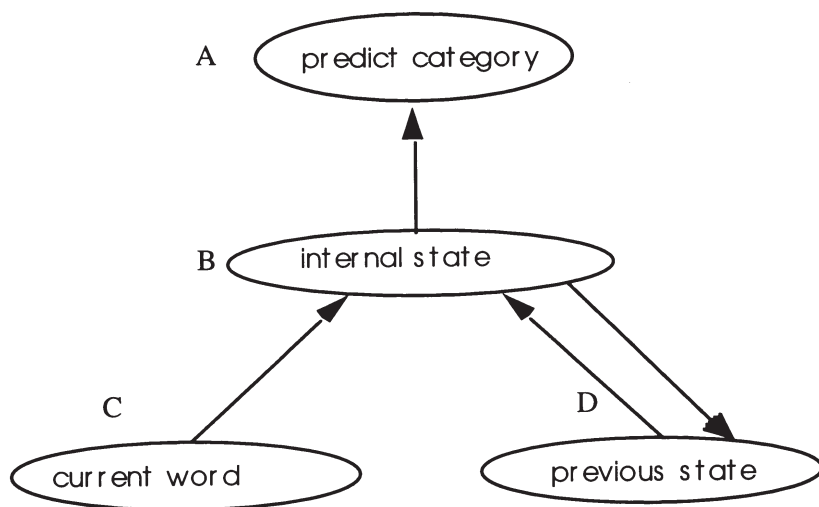 A predict category
B internal state
C
D
current word
previous state